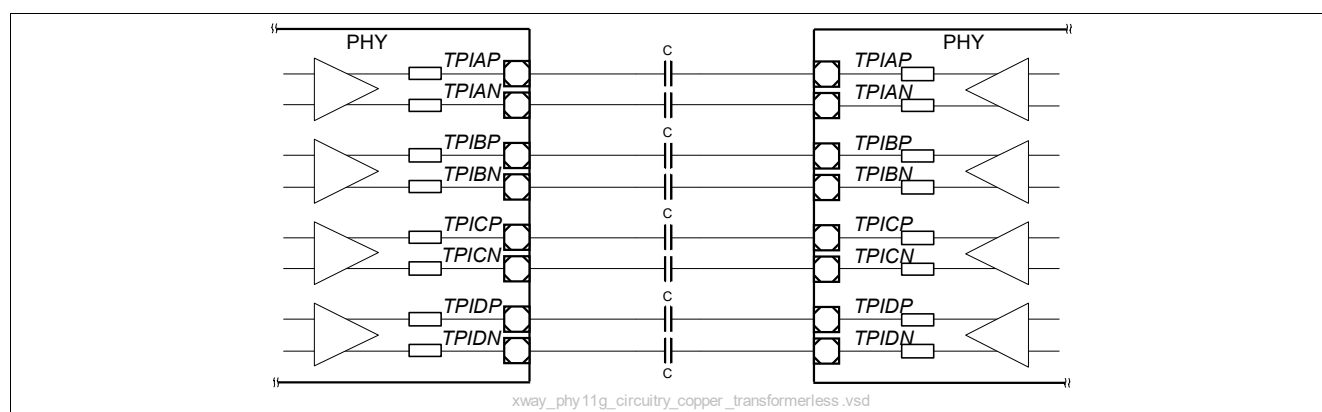 PHY PHY
C
TPIAP TPIAP
TPIAN TPIAN
C
TPIBP TPIBP
TPIBN TPIBN
C
TPICP TPICP
TPICN TPICN
C
TPIDP TPIDP
TPIDN TPIDN
C
xway_phy11g_circuitry_copper_transformerless.vsd